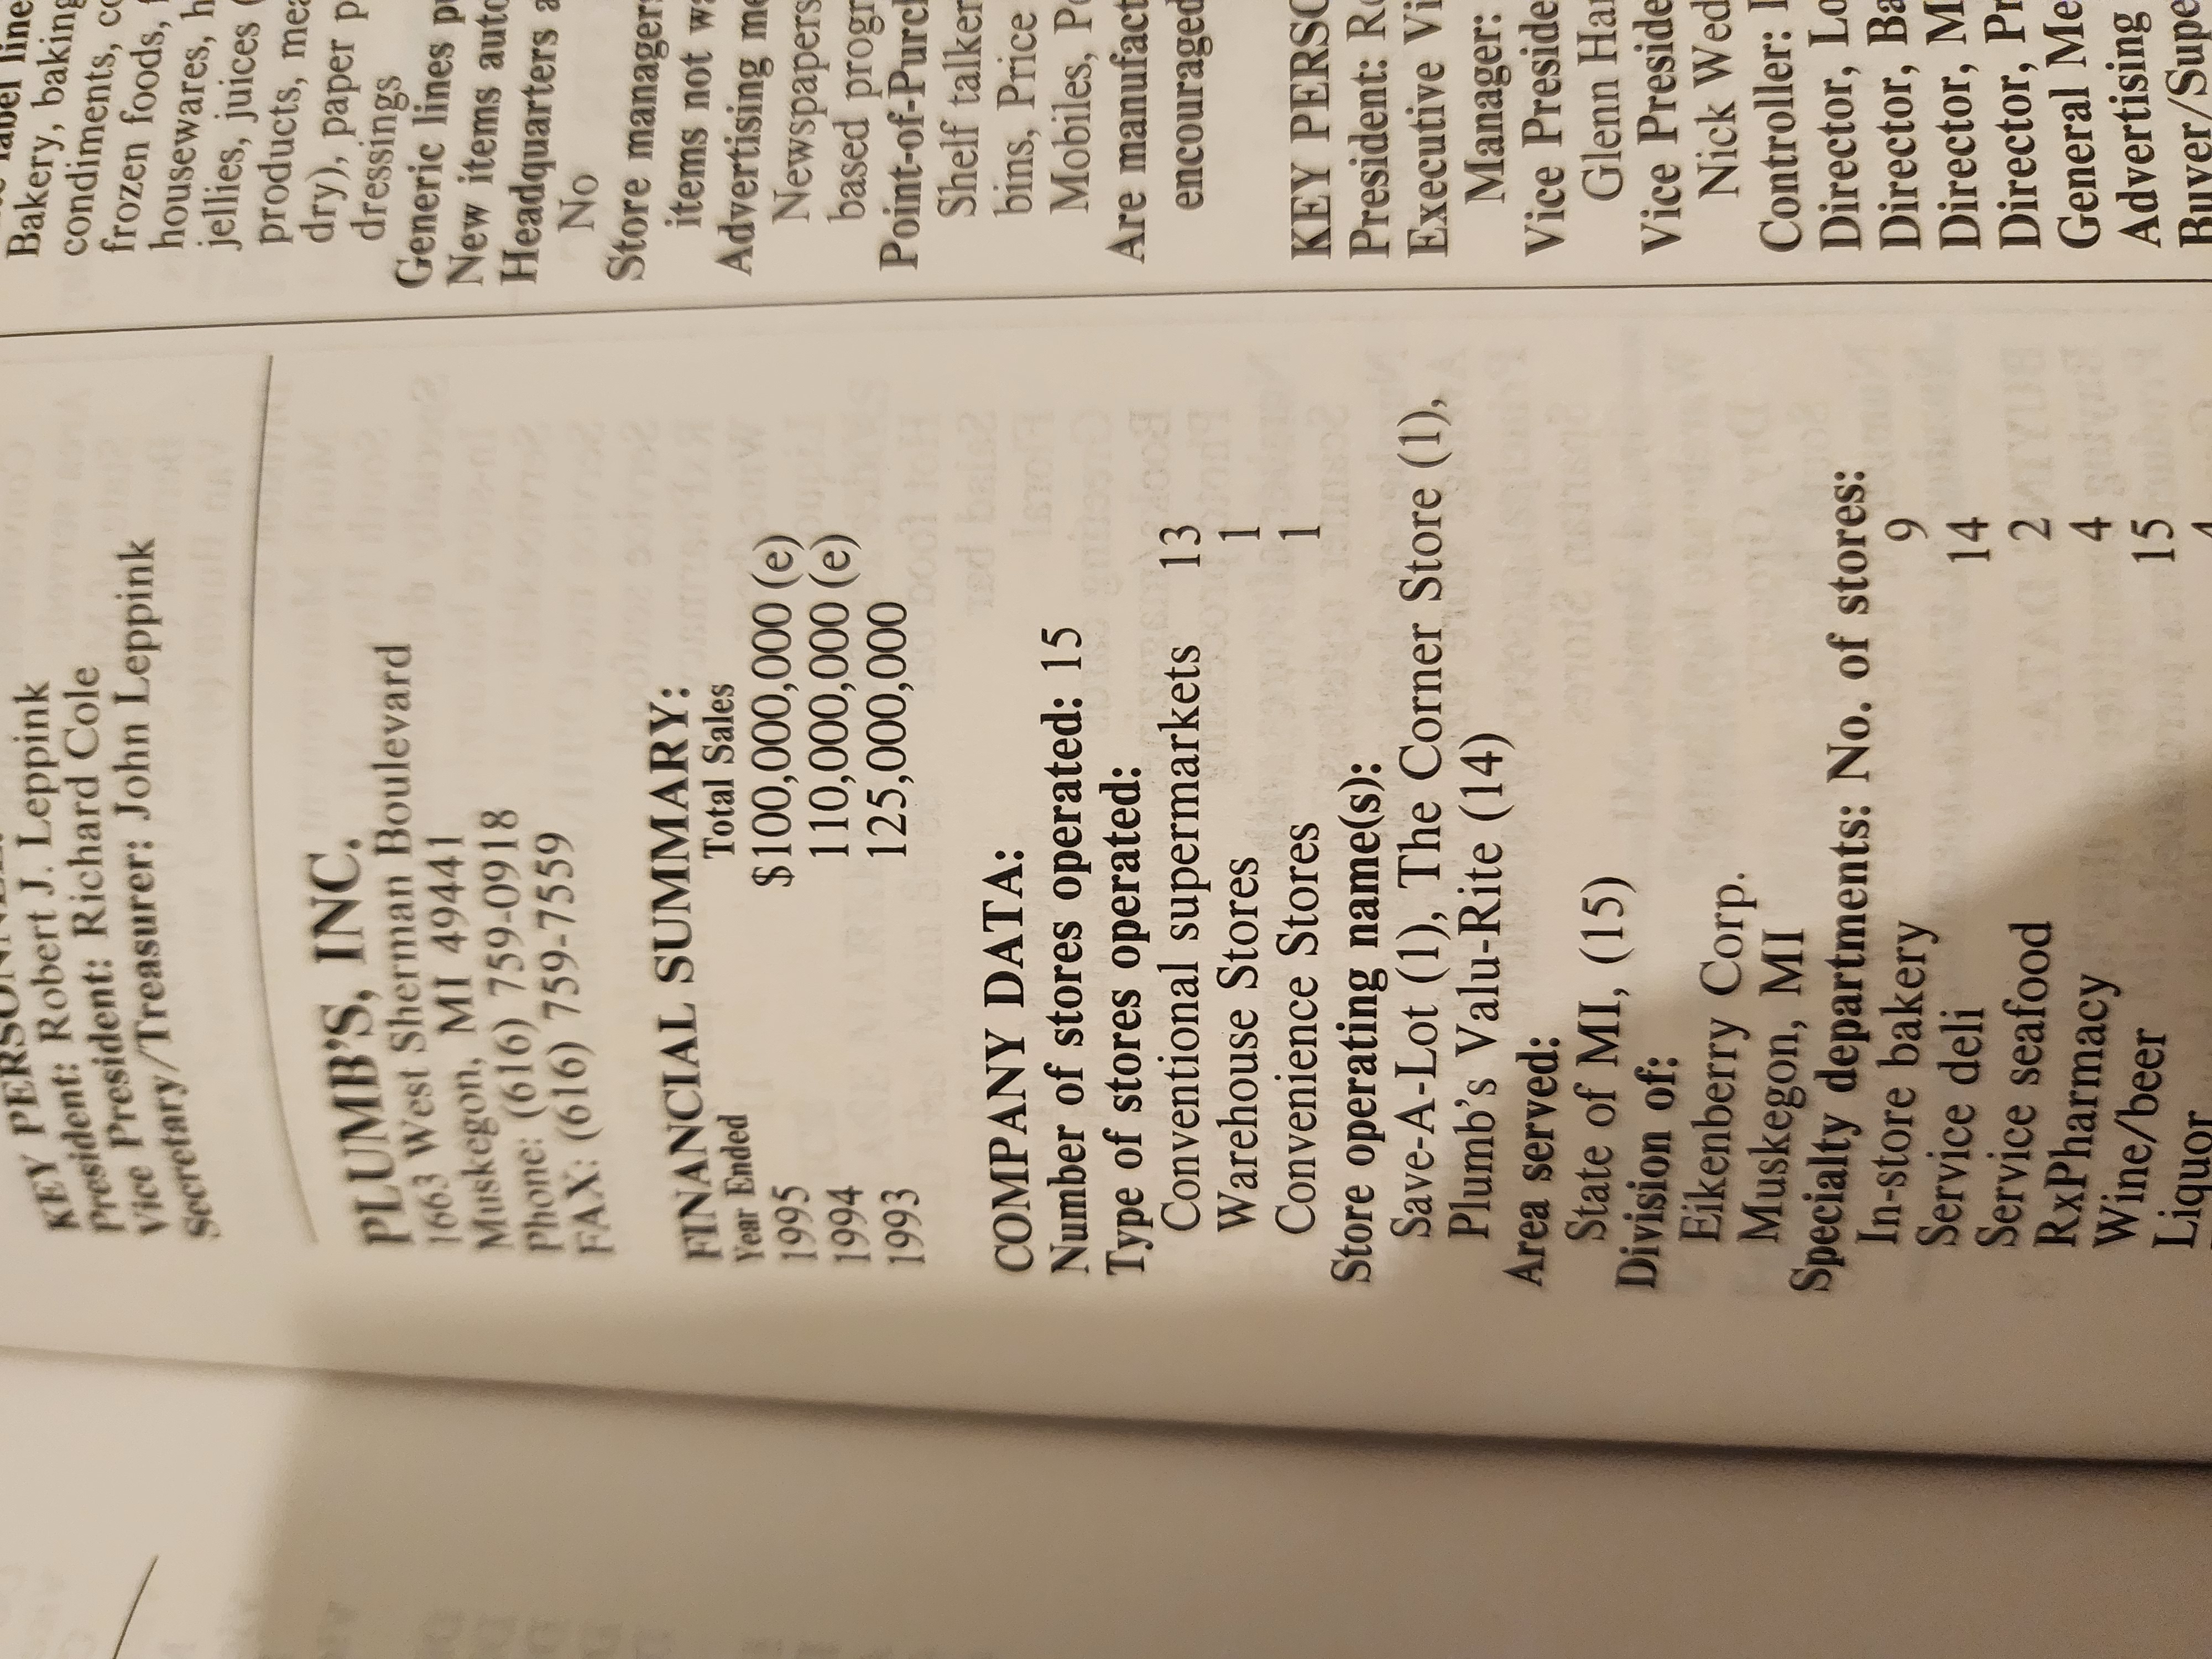 KEY PERSONNEL:
President: Robert J. Leppink
Vice President: Richard Cole
Secretary/Treasurer: John Leppink
PLUMB'S, INC.
1663 West Sherman Boulevard
Muskegon, MI 49441
Phone: (616) 759-0918
FAX: (616) 759-7559
FINANCIAL SUMMARY:
Year Ended Total Sales
1995 $100,000,000 (e)
1994 110,000,000 (e)
1993 125,000,000
COMPANY DATA:
Number of stores operated: 15
Type of stores operated:
Conventional supermarkets 13
Warehouse Stores 1
Convenience Stores 1
Store operating name(s):
Save-A-Lot (1), The Corner Store (1),
Plumb's Valu-Rite (14)
Area served:
State of MI, (15)
Division of:
Eikenberry Corp.
Muskegon, MI
Specialty departments: No. of stores:
In-store bakery 9
Service deli 14
Service seafood 2
RxPharmacy 4
Wine/beer 15
Liquor 4
label line
Bakery, baking
condiments,
frozen foods,
housewares,
jellies, juices
products,
dry), paper
dressings
Generic lines
New items
Headquarters
No
Store manager
items not
Advertising
Newspapers
based
Point-of-
Shelf talker
bins, Price
Mobiles,
Are
encouraged
KEY
President:
Executive
Manager:
Vice
Glenn
Vice
Nick
Controller:
Director,
Director,
Director,
Director,
General
Advertising